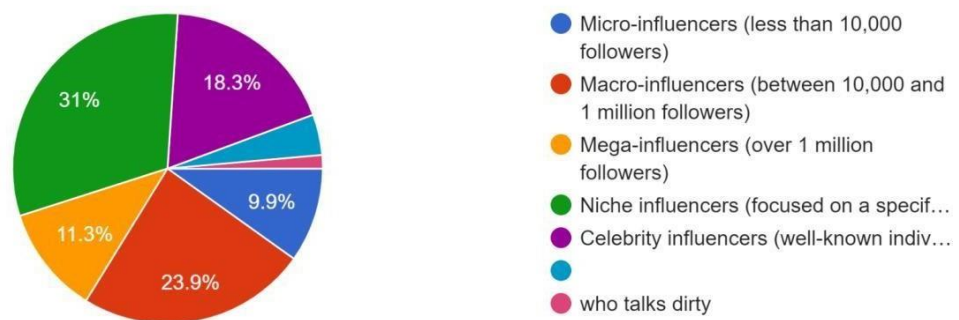 18.3%
31%
9.9%
11.3%
23.9%
Micro-influencers (less than 10,000
followers)
Macro-influencers (between 10,000 and
1 million followers)
Mega-influencers (over 1 million
followers)
Niche influencers (focused on a specif…
Celebrity influencers (well-known indiv…
who talks dirty